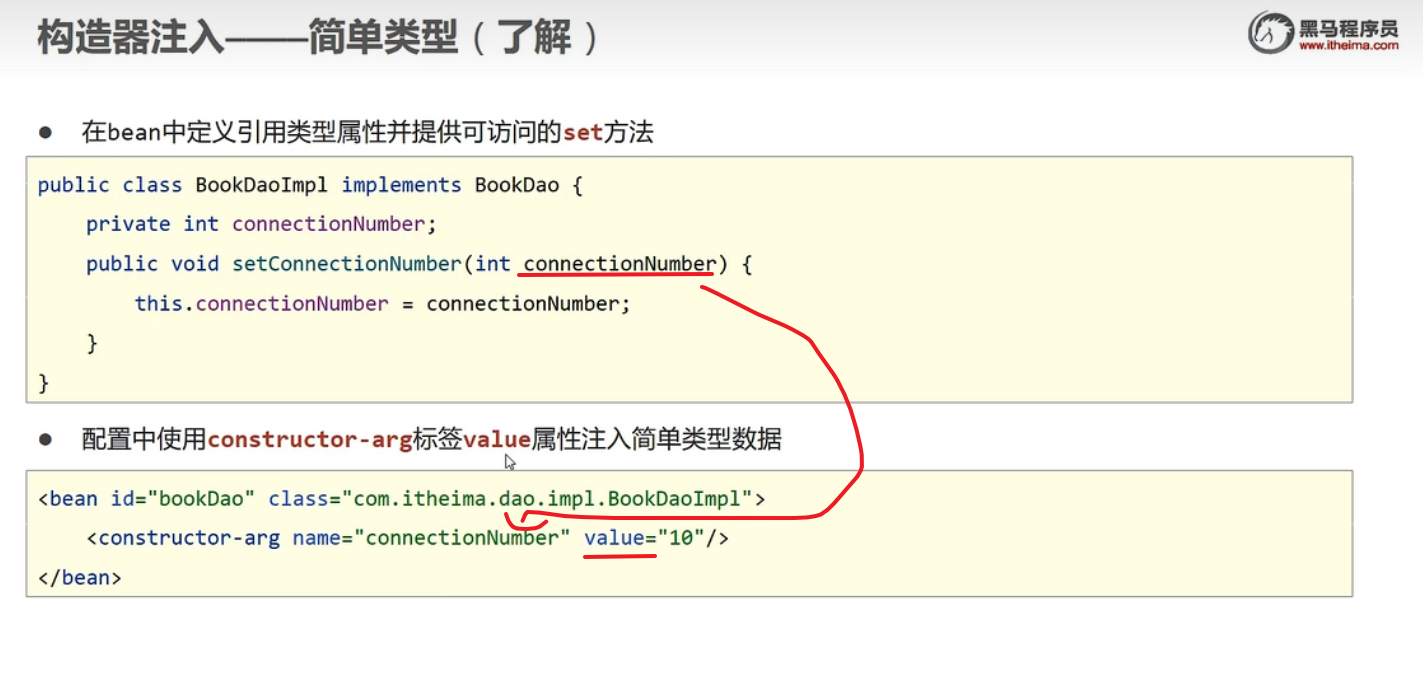 构造器注入——简单类型（了解）
黑马程序员
www.itheima.com
● 在bean中定义引用类型属性并提供可访问的set方法
public class BookDaoImpl implements BookDao {
    private int connectionNumber;
    public void setConnectionNumber(int connectionNumber) {
        this.connectionNumber = connectionNumber;
    }
}
● 配置中使用constructor-arg标签value属性注入简单类型数据
<bean id="bookDao" class="com.itheima.dao.impl.BookDaoImpl">
    <constructor-arg name="connectionNumber" value="10"/>
</bean>